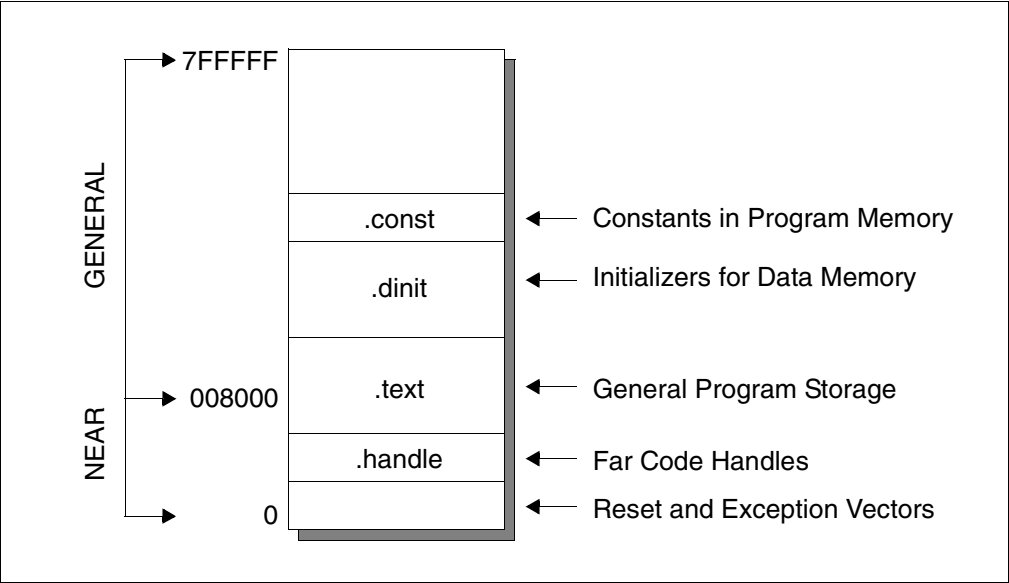 7FFFFF
GENERAL
.const
Constants in Program Memory
.dinit
Initializers for Data Memory
.text
General Program Storage
008000
NEAR
.handle
Far Code Handles
0
Reset and Exception Vectors